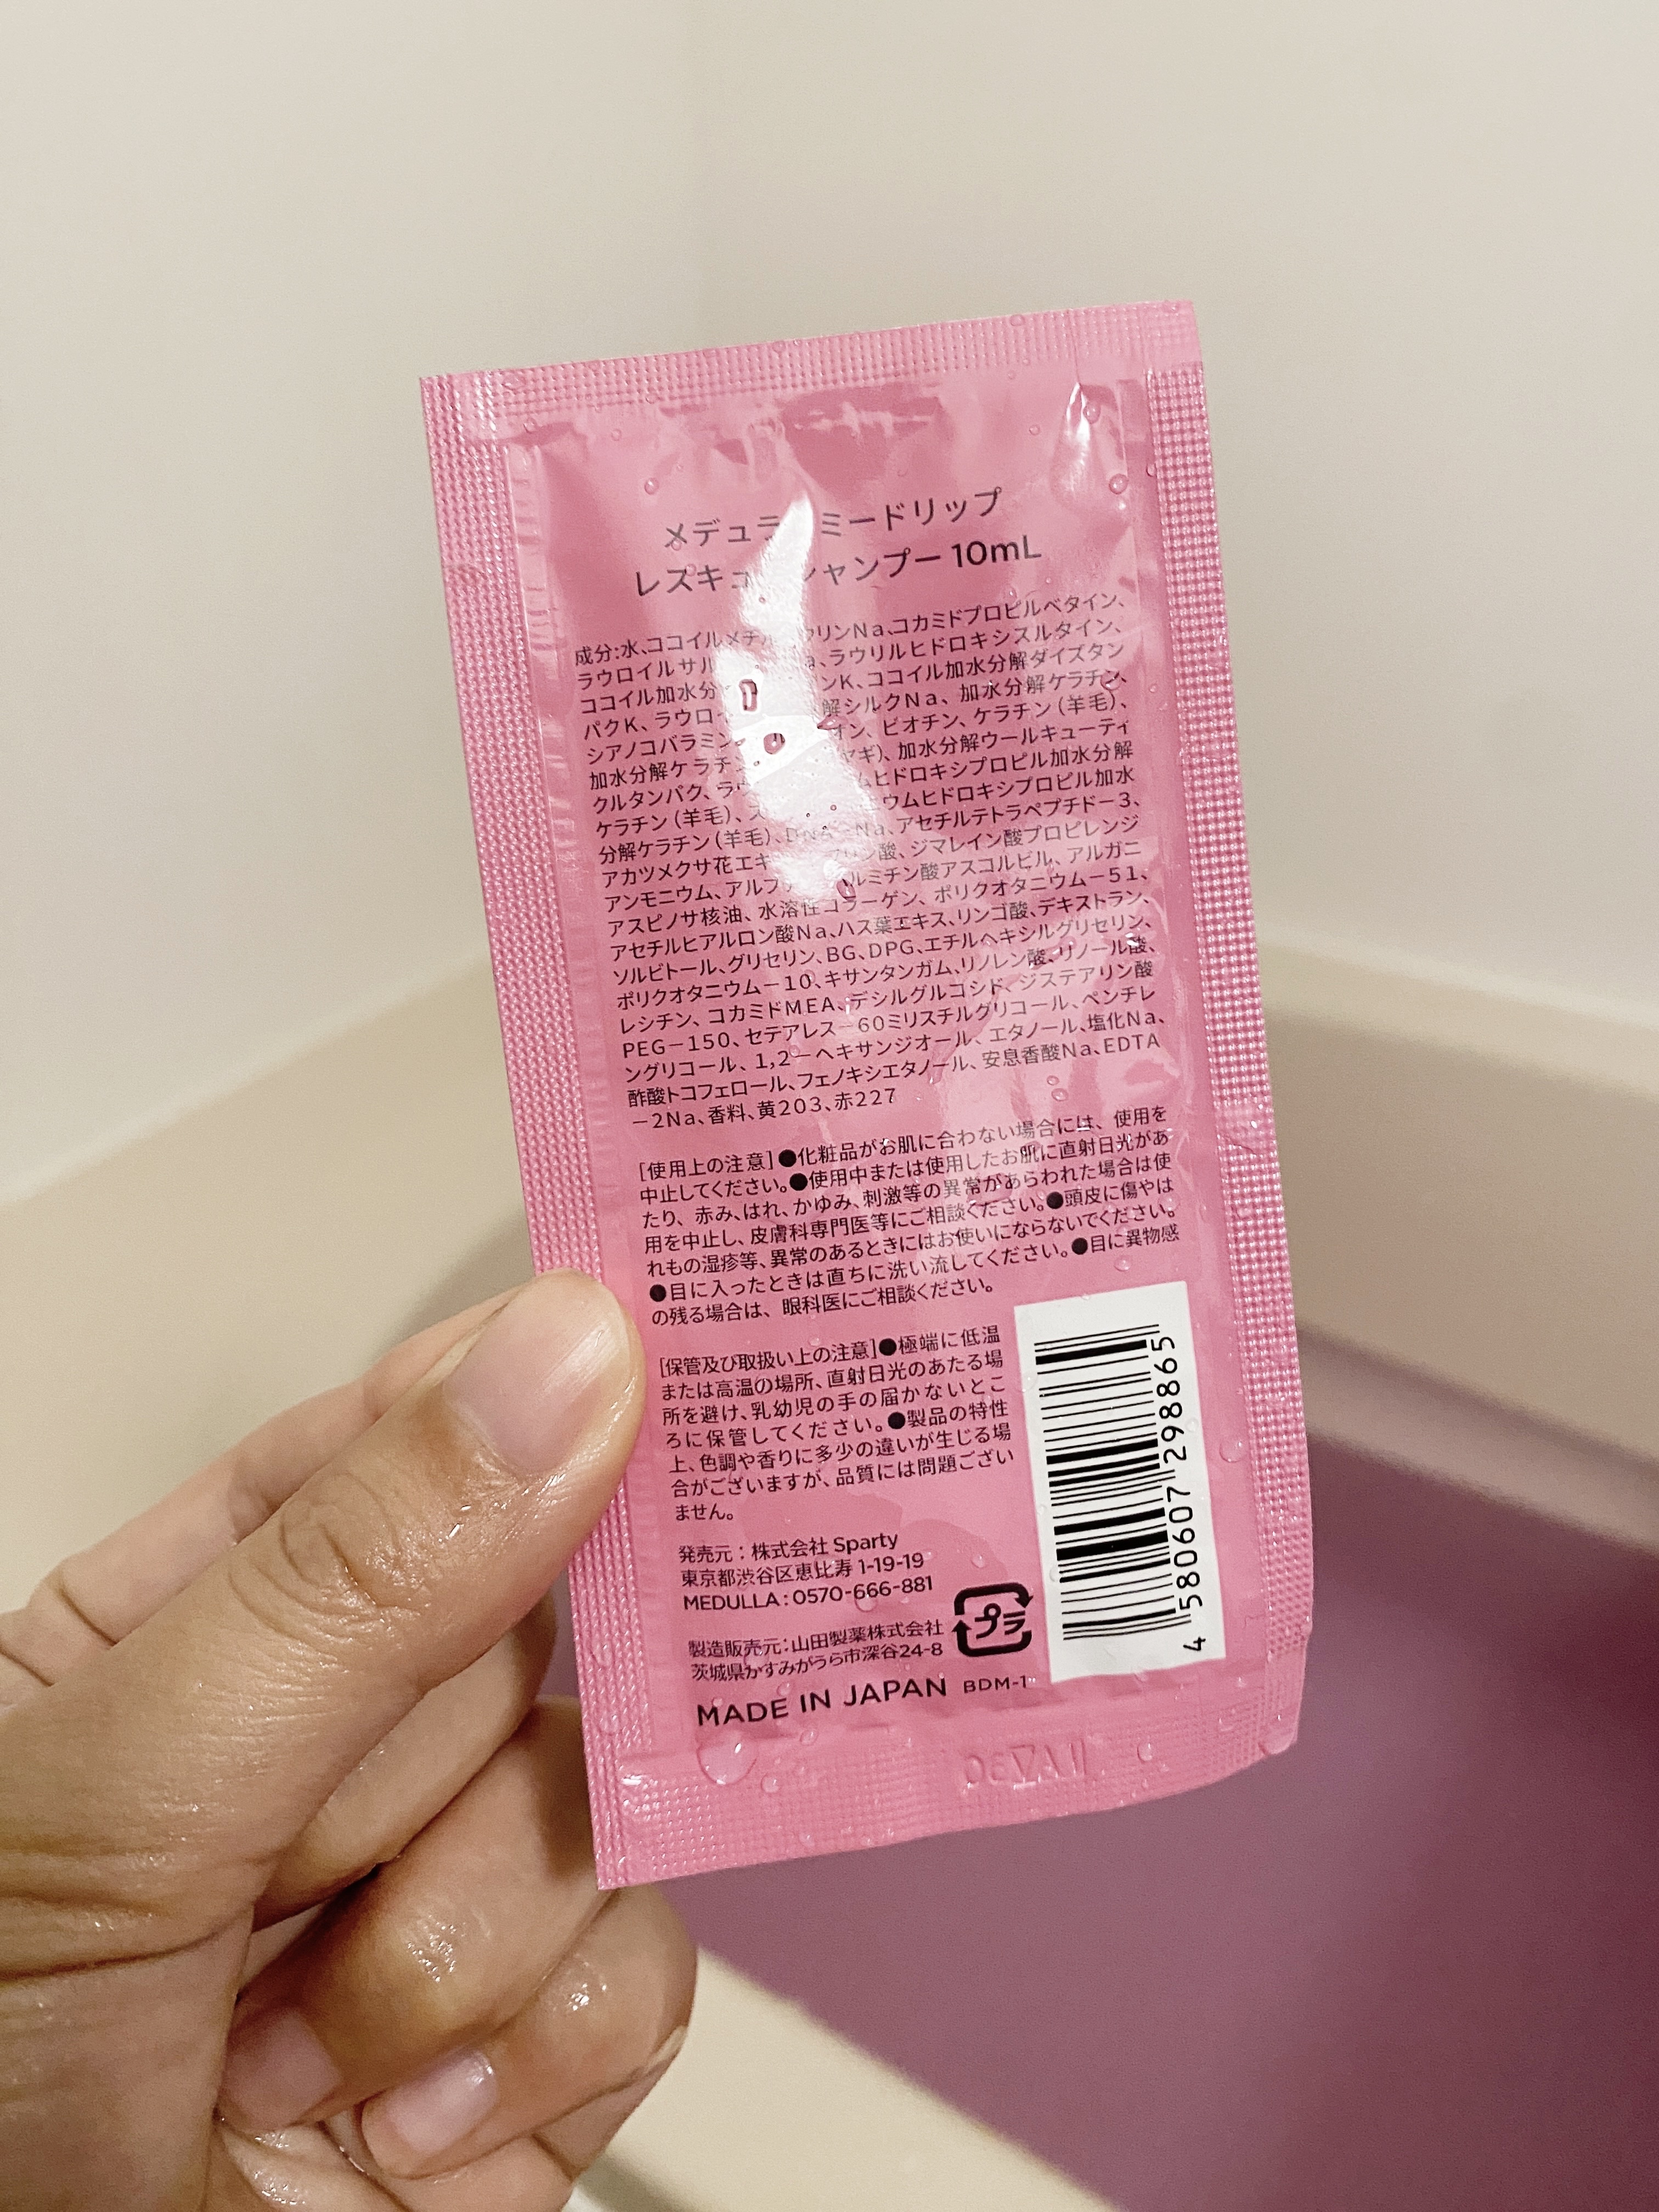 メデュラ ミードリップ
レスキュ シャンプー 10mL
成分:水、ココイルメチル ウリンNa、コカミドプロピルベタイン、
ラウロイルサル a、ラウリルヒドロキシスルタイン、
ココイル加水分 ンK、ココイル加水分解ダイズタン
パクK、ラウロイ 解シルクNa、加水分解ケラチン、
シアノコバラミン オン、ビオチン、ケラチン(羊毛)、
加水分解ケラチン ヤギ)、加水分解ウールキューティ
クルタンパク、ラウ ムヒドロキシプロピル加水分解
ケラチン(羊毛)、ス ニウムヒドロキシプロピル加水
分解ケラチン(羊毛)、DNA-Na、アセチルテトラペプチド-3、
アカツメクサ花エキ アロン酸、ジマレイン酸プロピレンジ
アンモニウム、アルフ ルミチン酸アスコルビル、アルガニ
アスピノサ核油、水溶性コラーゲン、ポリクオタニウム-51、
アセチルヒアルロン酸Na、ハス葉エキス、リンゴ酸、デキストラン、
ソルビトール、グリセリン、BG、DPG、エチルヘキシルグリセリン、
ポリクオタニウム-10、キサンタンガム、リノレン酸、リノール酸、
レシチン、コカミドMEA、デシルグルコシド、ジステアリン酸
PEG-150、セテアレス-60ミリスチルグリコール、ペンチレ
ングリコール、1,2-ヘキサンジオール、エタノール、塩化Na、
酢酸トコフェロール、フェノキシエタノール、安息香酸Na、EDTA
-2Na、香料、黄203、赤227
[使用上の注意]●化粧品がお肌に合わない場合には、使用を
中止してください。●使用中または使用したお肌に直射日光があ
たり、赤み、はれ、かゆみ、刺激等の異常があらわれた場合は使
用を中止し、皮膚科専門医等にご相談ください。●頭皮に傷やは
れもの湿疹等、異常のあるときにはお使いにならないでください。
●目に入ったときは直ちに洗い流してください。●目に異物感
の残る場合は、眼科医にご相談ください。
[保管及び取扱い上の注意]●極端に低温
または高温の場所、直射日光のあたる場
所を避け、乳幼児の手の届かないとこ
ろに保管してください。●製品の特性
上、色調や香りに多少の違いが生じる場
合がございますが、品質には問題ござい
ません。
発売元:株式会社 Sparty
東京都渋谷区恵比寿 1-19-19
MEDULLA:0570-666-881
製造販売元:山田製薬株式会社
茨城県かすみがうら市深谷24-8
プラ
MADE IN JAPAN BDM-1
4 580607 298865